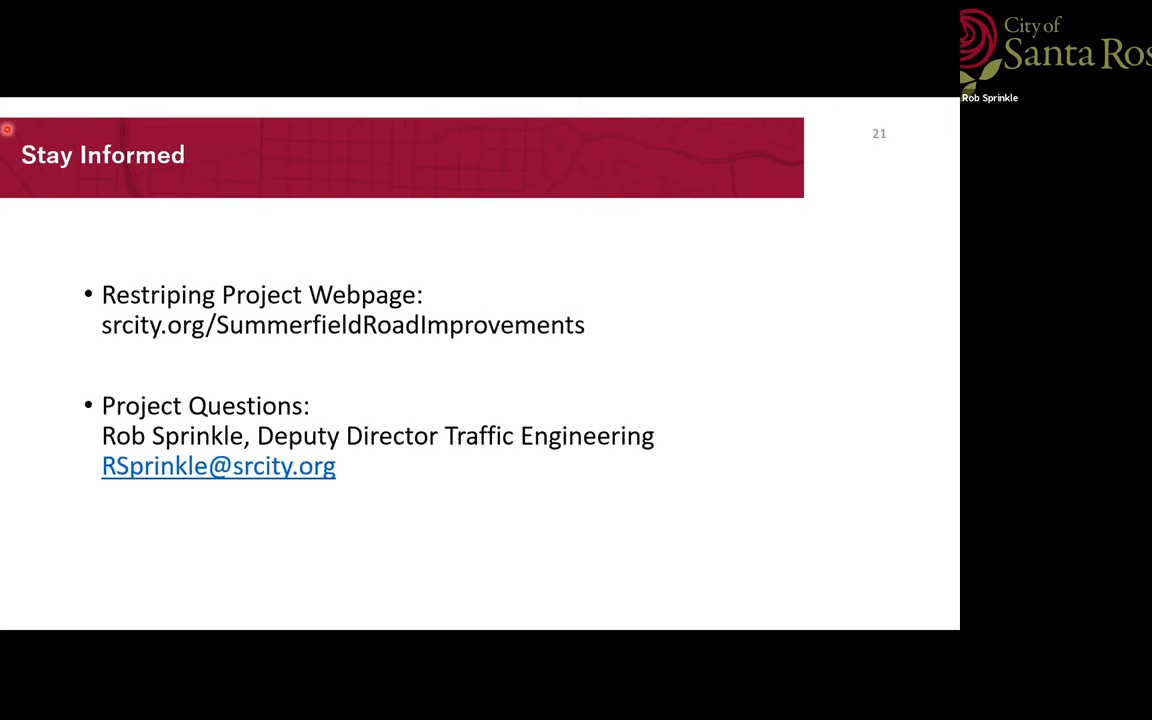 City of
Santa Ros
Rob Sprinkle
21
Stay Informed
• Restriping Project Webpage:
srcity.org/SummerfieldRoadImprovements
• Project Questions:
Rob Sprinkle, Deputy Director Traffic Engineering
RSprinkle@srcity.org